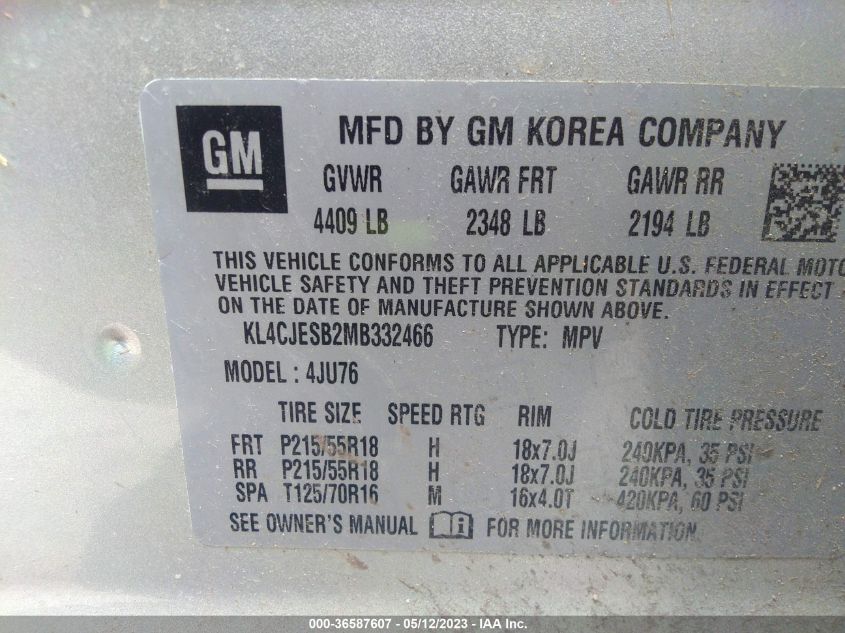 GM
MFD BY GM KOREA COMPANY
GVWR GAWR FRT GAWR RR
4409 LB 2348 LB 2194 LB
THIS VEHICLE CONFORMS TO ALL APPLICABLE U.S. FEDERAL MOTO
VEHICLE SAFETY AND THEFT PREVENTION STANDARDS IN EFFECT
ON THE DATE OF MANUFACTURE SHOWN ABOVE.
KL4CJESB2MB332466 TYPE: MPV
MODEL : 4JU76
TIRE SIZE SPEED RTG RIM COLD TIRE PRESSURE
FRT P215/55R18 H 18x7.0J 240KPA, 35 PSI
RR P215/55R18 H 18x7.0J 240KPA, 35 PSI
SPA T125/70R16 M 16x4.0T 420KPA, 60 PSI
SEE OWNER'S MANUAL i FOR MORE INFORMATION.
000-36587607 - 05/12/2023 - IAA Inc.